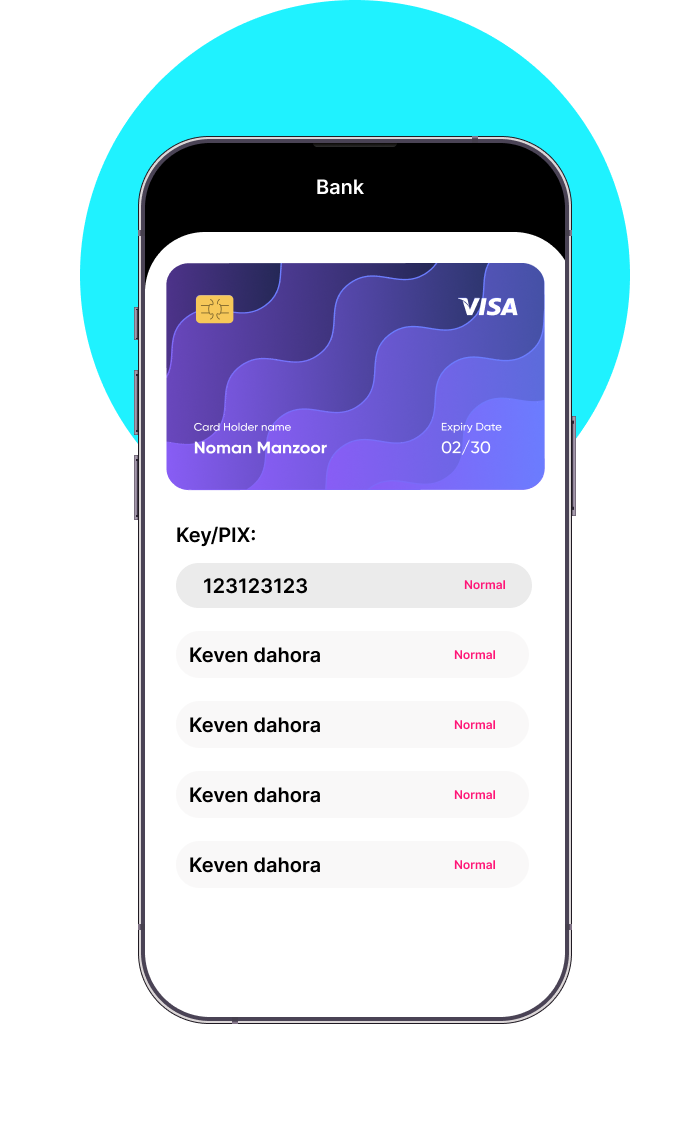 Bank
VISA
Card Holder name
Expiry Date
Noman Manzoor
02/30
Key/PIX:
123123123 Normal
Keven dahora Normal
Keven dahora Normal
Keven dahora Normal
Keven dahora Normal